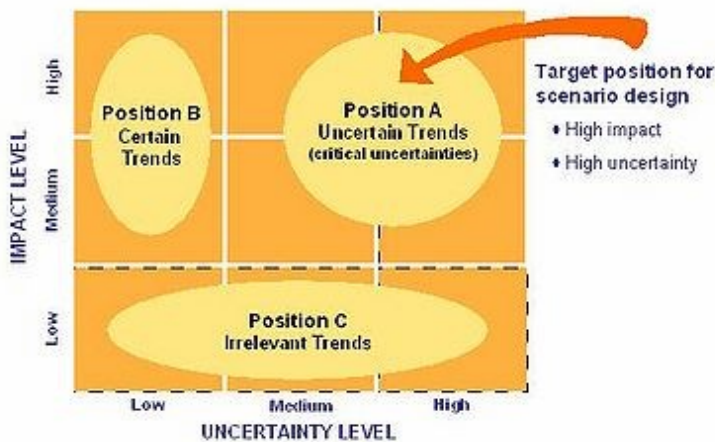 High
Position B
Certain
Trends
Position A
Uncertain Trends
(critical uncertainties)
Target position for
scenario design
♦ High impact
♦ High uncertainty
IMPACT LEVEL
Medium
Low
Position C
Irrelevant Trends
Low
Medium
High
UNCERTAINTY LEVEL